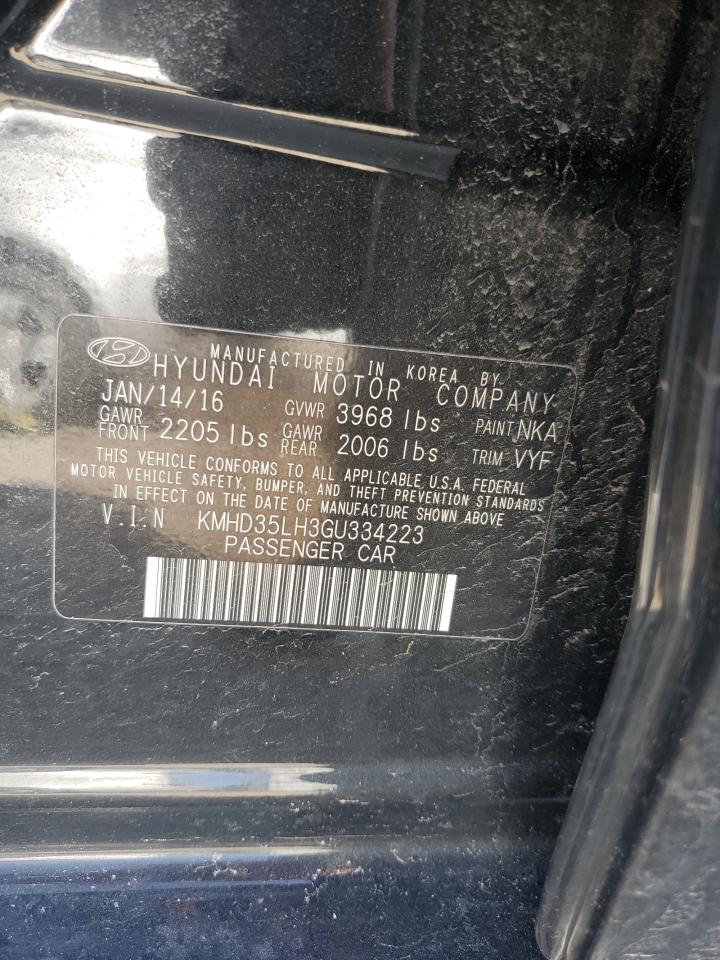 MANUFACTURED IN KOREA BY
HYUNDAI MOTOR COMPANY
JAN/14/16 GVWR 3968 lbs PAINT NKA
GAWR FRONT 2205 lbs GAWR REAR 2006 lbs TRIM VYF
THIS VEHICLE CONFORMS TO ALL APPLICABLE U.S.A. FEDERAL
MOTOR VEHICLE SAFETY, BUMPER, AND THEFT PREVENTION STANDARDS
IN EFFECT ON THE DATE OF MANUFACTURE SHOWN ABOVE
V.I.N KMHD35LH3GU334223
PASSENGER CAR